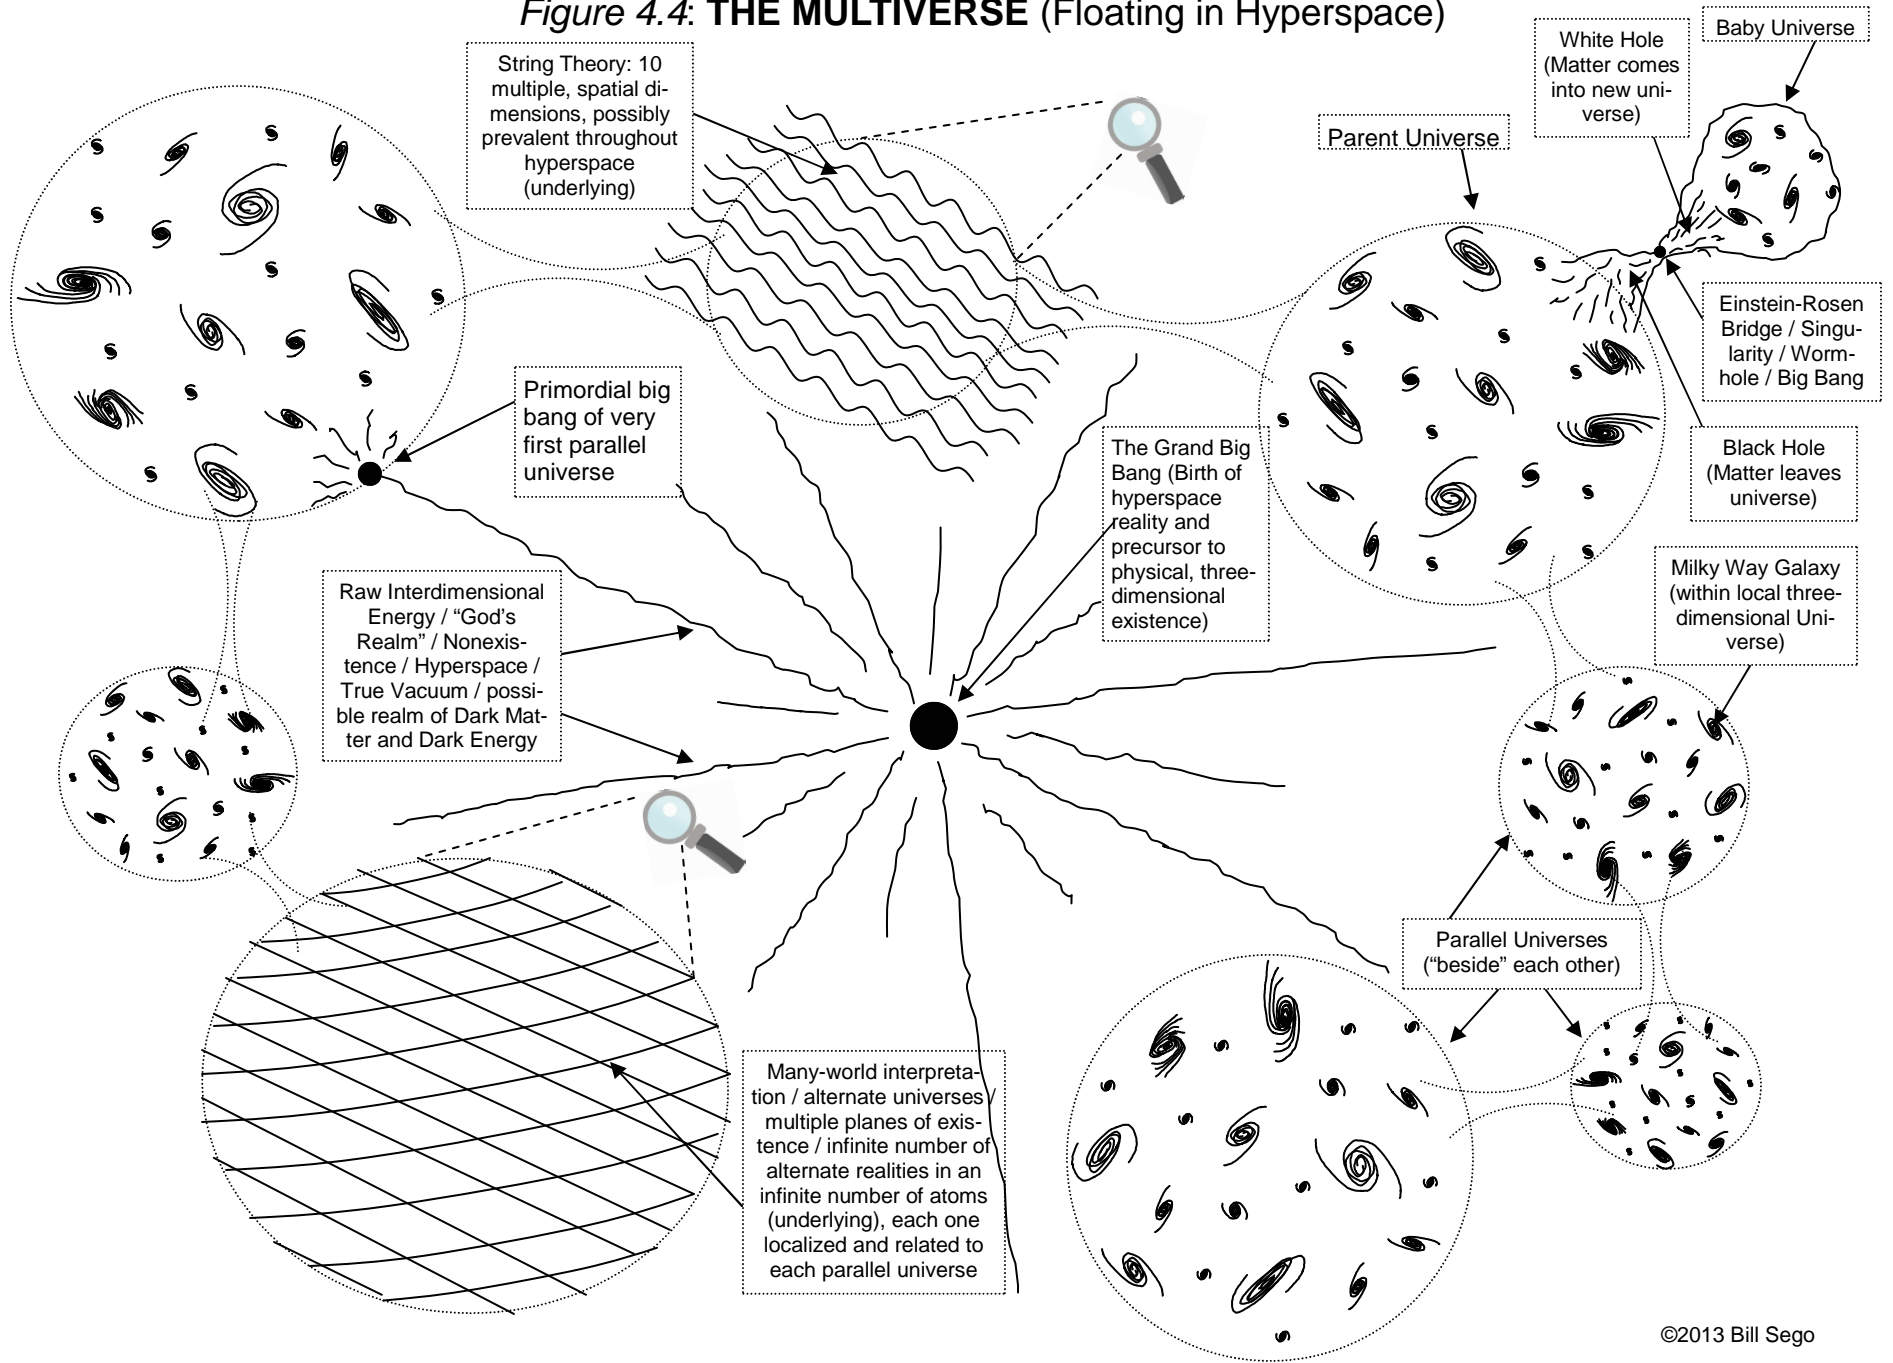 Figure 4.4: THE MULTIVERSE (Floating in Hyperspace)
String Theory: 10
multiple, spatial di-
mensions, possibly
prevalent throughout
hyperspace
(underlying)
White Hole
(Matter comes
into new uni-
verse)
Baby Universe
Parent Universe
Einstein-Rosen
Bridge / Singu-
larity / Worm-
hole / Big Bang
Primordial big
bang of very
first parallel
universe
The Grand Big
Bang (Birth of
hyperspace
reality and
precursor to
physical, three-
dimensional
existence)
Black Hole
(Matter leaves
universe)
Milky Way Galaxy
(within local three-
dimensional Uni-
verse)
Raw Interdimensional
Energy / “God’s
Realm” / Nonexis-
tence / Hyperspace /
True Vacuum / possi-
ble realm of Dark Mat-
ter and Dark Energy
Parallel Universes
(“beside” each other)
Many-world interpreta-
tion / alternate universes /
multiple planes of exis-
tence / infinite number of
alternate realities in an
infinite number of atoms
(underlying), each one
localized and related to
each parallel universe
©2013 Bill Sego